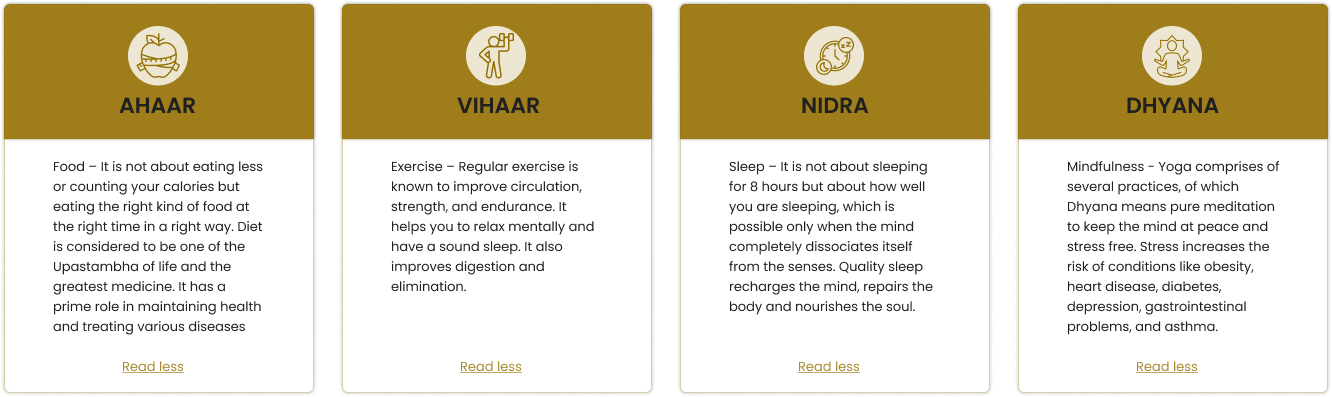 AHAAR
Food – It is not about eating less
or counting your calories but
eating the right kind of food at
the right time in a right way. Diet
is considered to be one of the
Upastambha of life and the
greatest medicine. It has a
prime role in maintaining health
and treating various diseases
Read less
VIHAAR
Exercise – Regular exercise is
known to improve circulation,
strength, and endurance. It
helps you to relax mentally and
have a sound sleep. It also
improves digestion and
elimination.
Read less
NIDRA
Sleep – It is not about sleeping
for 8 hours but about how well
you are sleeping, which is
possible only when the mind
completely dissociates itself
from the senses. Quality sleep
recharges the mind, repairs the
body and nourishes the soul.
Read less
DHYANA
Mindfulness - Yoga comprises of
several practices, of which
Dhyana means pure meditation
to keep the mind at peace and
stress free. Stress increases the
risk of conditions like obesity,
heart disease, diabetes,
depression, gastrointestinal
problems, and asthma.
Read less